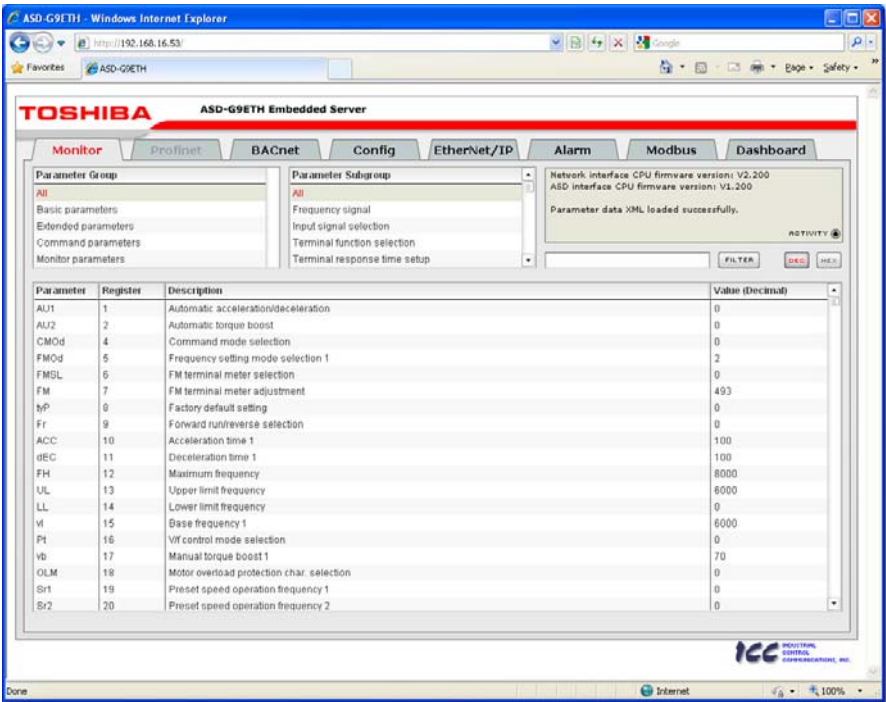 ASD-G9ETH - Windows Internet Explorer
http://192.168.16.53/
Google
Favorites
ASD-G9ETH
Page
Safety
TOSHIBA
ASD-G9ETH Embedded Server
Monitor
Profinet
BACnet
Config
EtherNet/IP
Alarm
Modbus
Dashboard
Parameter Group
All
Basic parameters
Extended parameters
Command parameters
Monitor parameters
Parameter Subgroup
All
Frequency signal
Input signal selection
Terminal function selection
Terminal response time setup
Network interface CPU firmware version: V2.200
ASD interface CPU firmware version: V1.200
Parameter data XML loaded successfully.
ACTIVITY
FILTER
DEC
HEX
Parameter Register Description Value (Decimal)
AU1 1 Automatic acceleration/deceleration 0
AU2 2 Automatic torque boost 0
CMOd 4 Command mode selection 0
FMOd 5 Frequency setting mode selection 1 2
FMSL 6 FM terminal meter selection 0
FM 7 FM terminal meter adjustment 493
tyP 8 Factory default setting 0
Fr 9 Forward run/reverse selection 0
ACC 10 Acceleration time 1 100
dEC 11 Deceleration time 1 100
FH 12 Maximum frequency 8000
UL 13 Upper limit frequency 6000
LL 14 Lower limit frequency 0
vl 15 Base frequency 1 6000
Pt 16 V/f control mode selection 0
vb 17 Manual torque boost 1 70
OLM 18 Motor overload protection char. selection 0
Sr1 19 Preset speed operation frequency 1 0
Sr2 20 Preset speed operation frequency 2 0
ICC INDUSTRIAL
CONTROL
COMMUNICATIONS, INC.
Done
Internet
100%